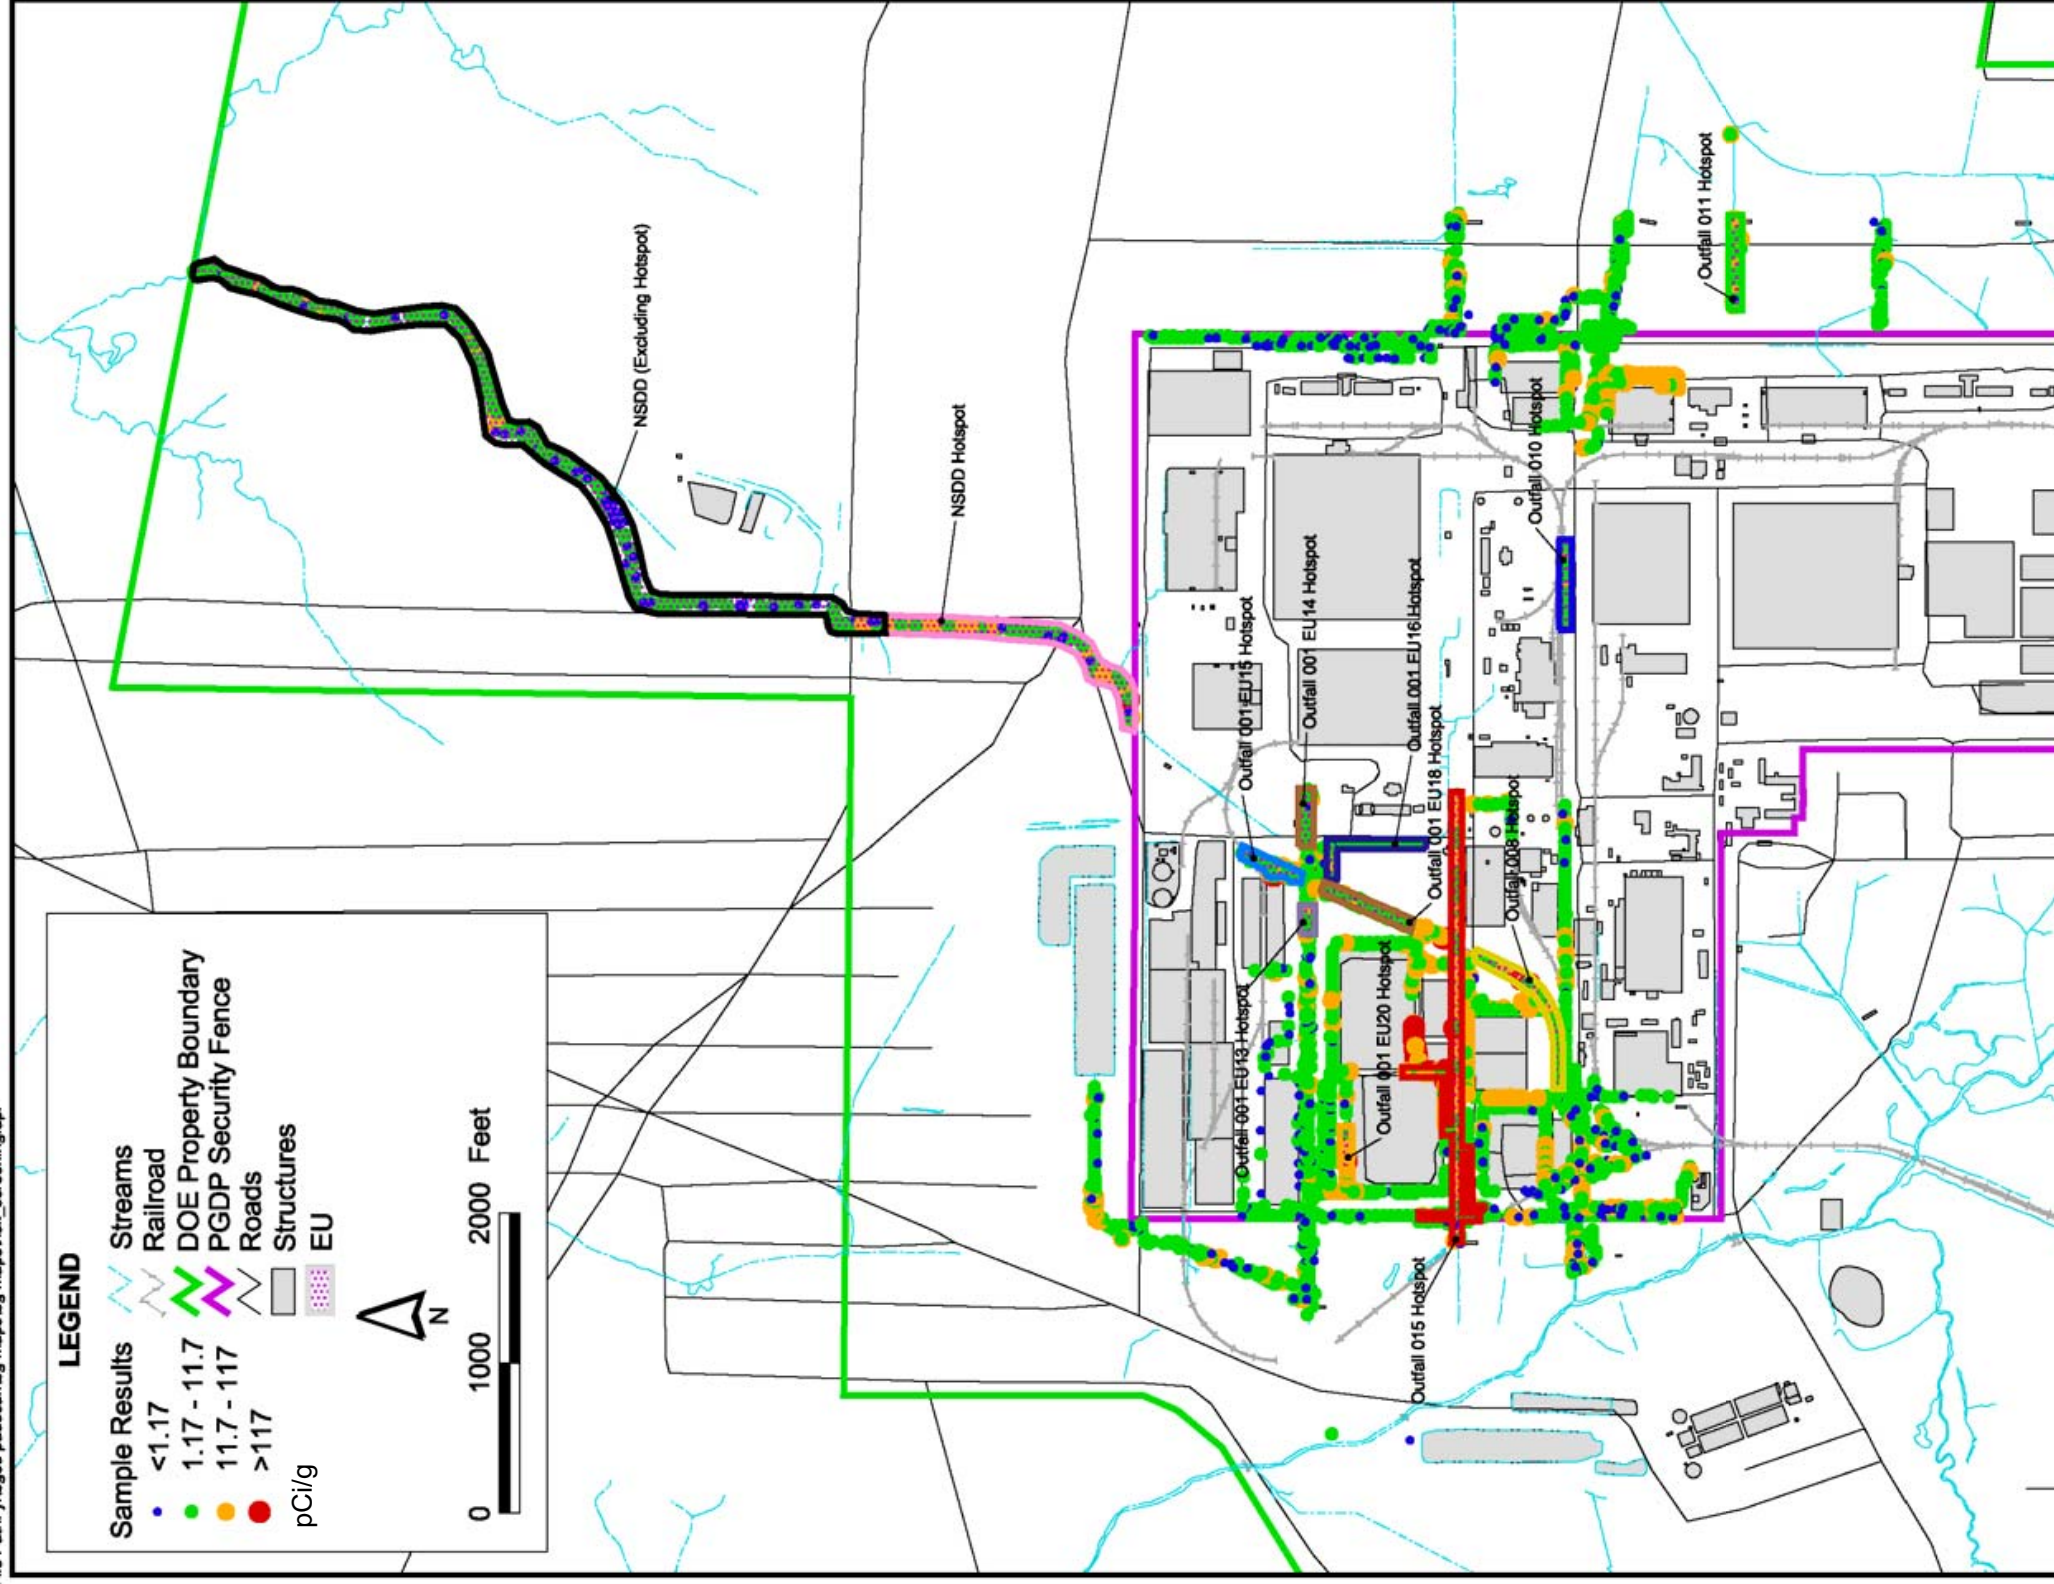 LEGEND
Sample Results
<1.17
1.17 - 11.7
11.7 - 117
>117
pCi/g
Streams
Railroad
DOE Property Boundary
PGDP Security Fence
Roads
Structures
EU
N
0 1000 2000 Feet
NSDD (Excluding Hotspot)
NSDD Hotspot
Outfall 011 Hotspot
Outfall 010 Hotspot
Outfall 001 EU15 Hotspot
Outfall 001 EU14 Hotspot
Outfall 001 EU16 Hotspot
Outfall 001 EU18 Hotspot
Outfall 008 Hotspot
Outfall 001 EU13 Hotspot
Outfall 001 EU20 Hotspot
Outfall 015 Hotspot